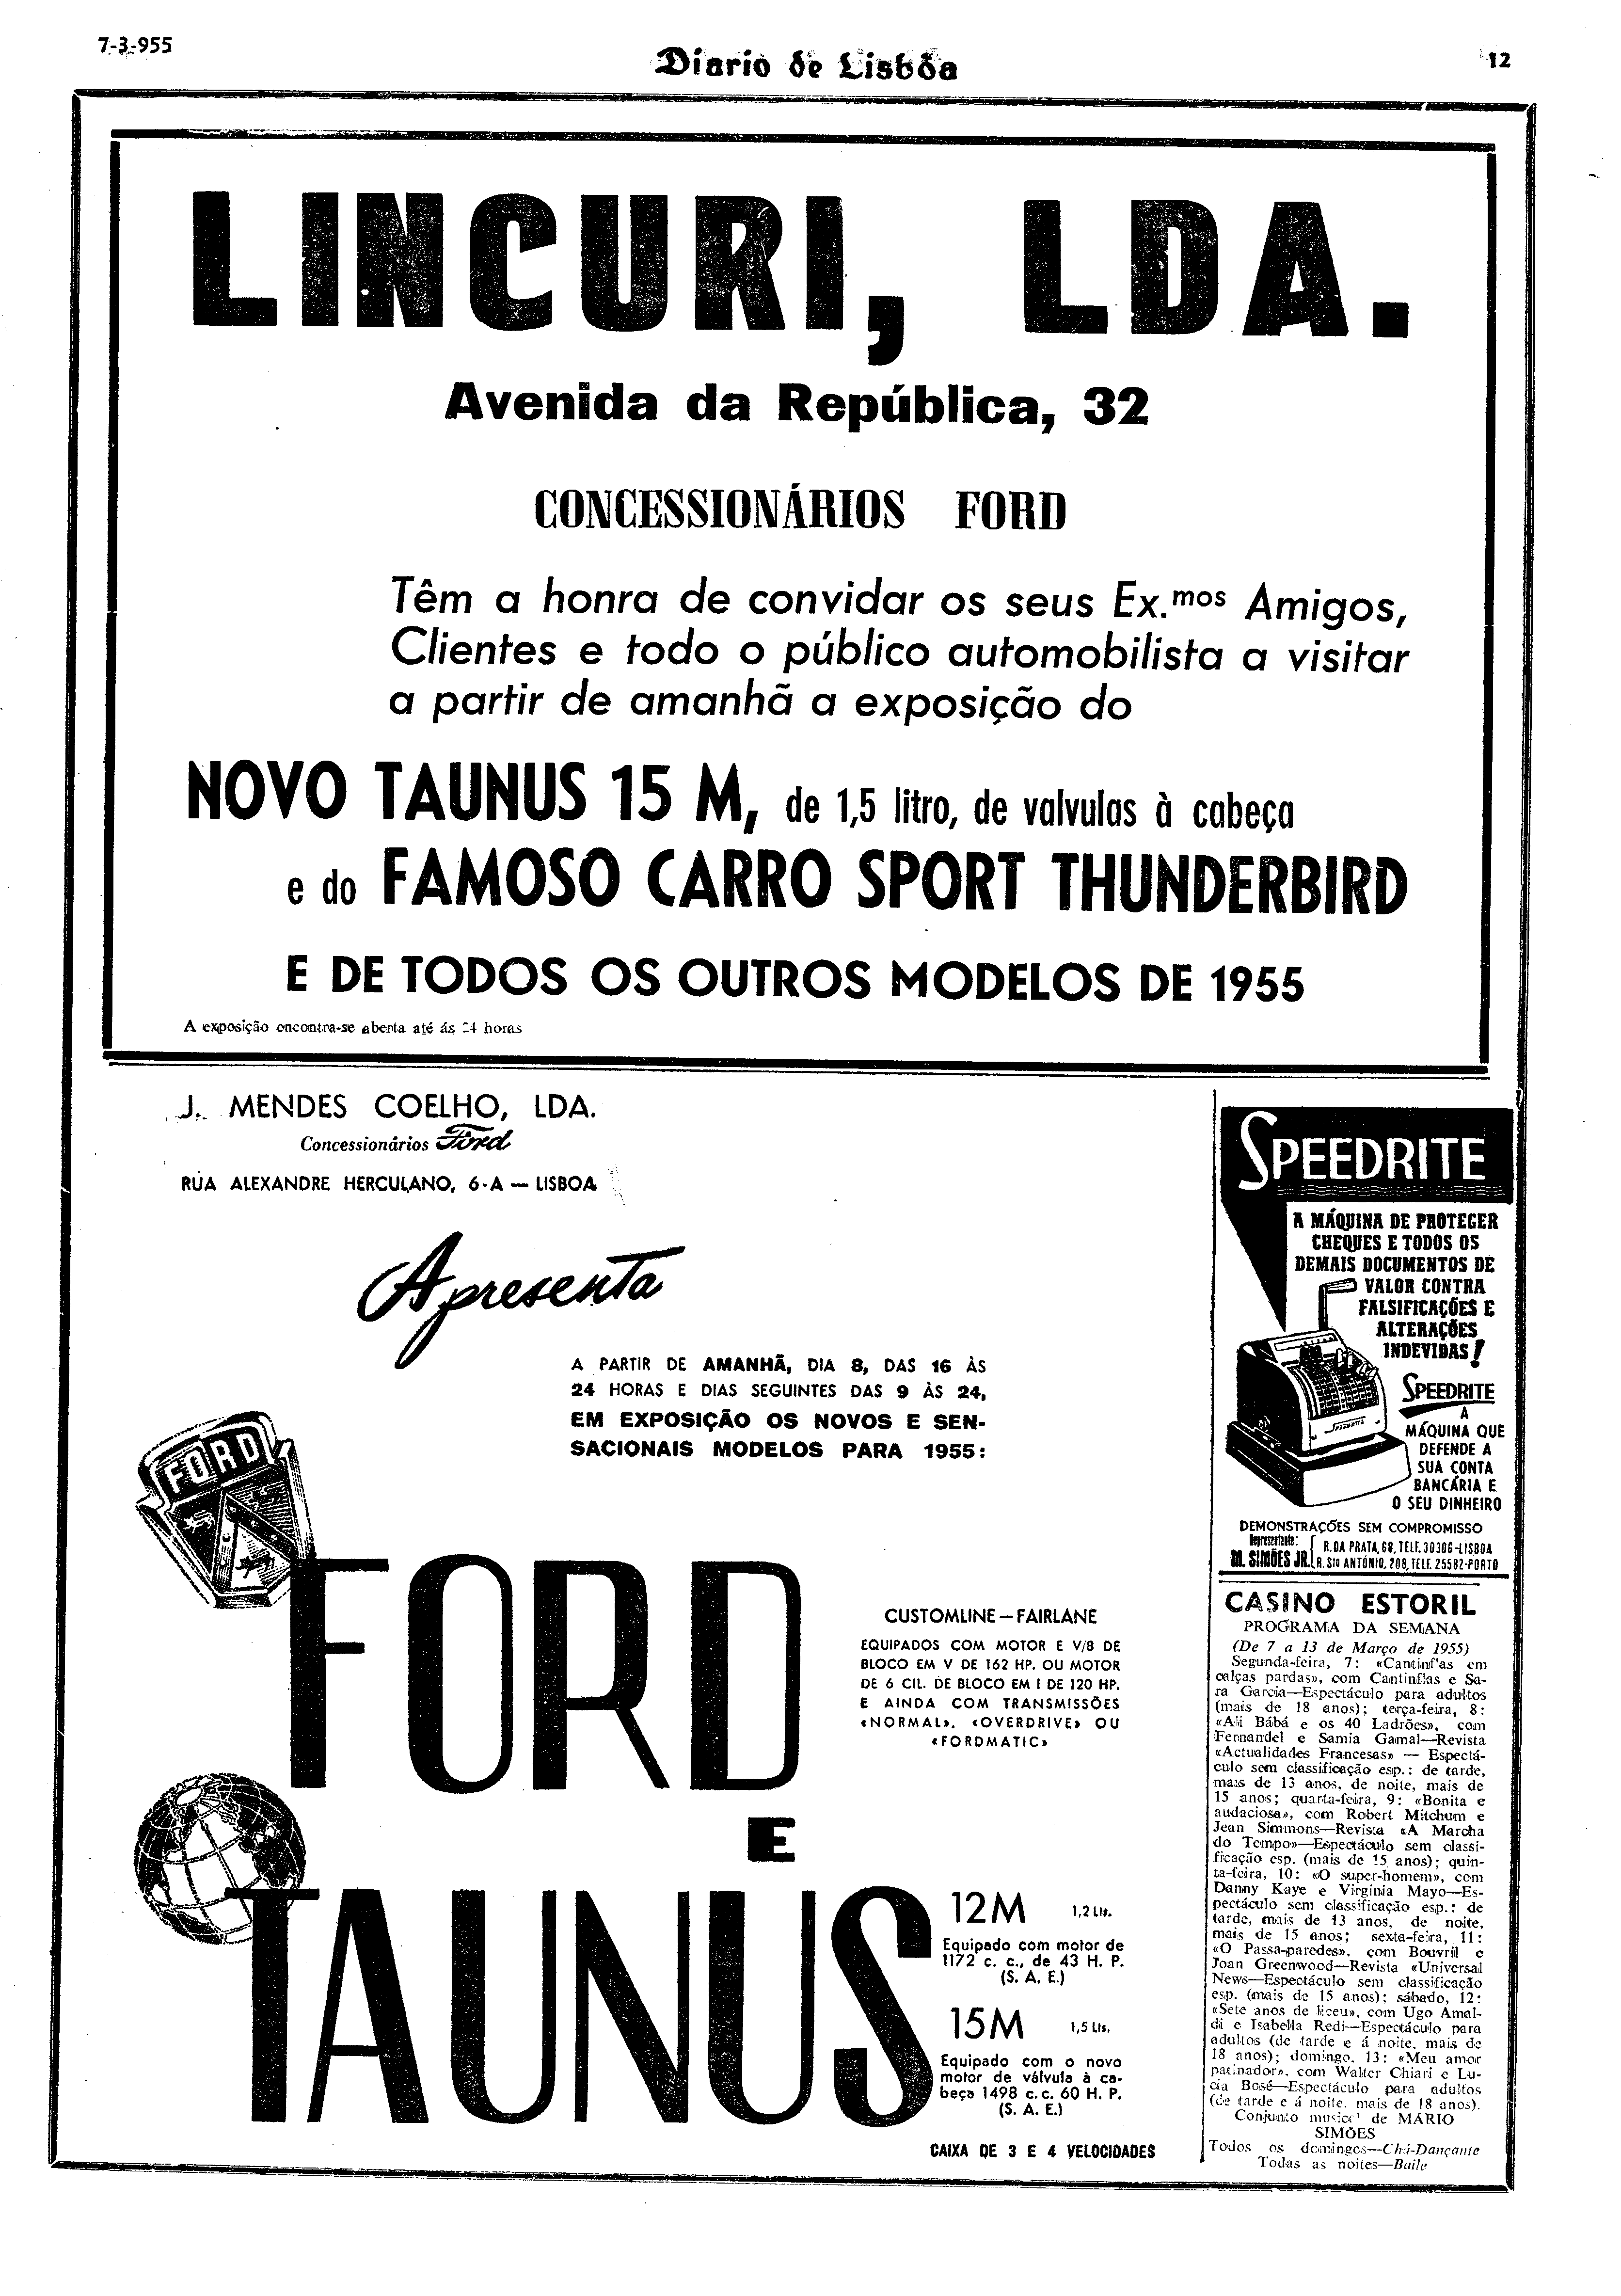 7-3-955
Diario de Lisbôa
12
LINCURI, LDA.
Avenida da República, 32
CONCESSIONÁRIOS FORD
Têm a honra de convidar os seus Ex.mos Amigos,
Clientes e todo o público automobilista a visitar
a partir de amanhã a exposição do
NOVO TAUNUS 15 M, de 1,5 litro, de valvulas à cabeça
e do FAMOSO CARRO SPORT THUNDERBIRD
E DE TODOS OS OUTROS MODELOS DE 1955
A exposição encontra-se aberta até ás 24 horas
J. MENDES COELHO, LDA.
Concessionários Ford
RUA ALEXANDRE HERCULANO, 6-A — LISBOA
Apresenta
A PARTIR DE AMANHÃ, DIA 8, DAS 16 ÀS
24 HORAS E DIAS SEGUINTES DAS 9 ÀS 24,
EM EXPOSIÇÃO OS NOVOS E SEN-
SACIONAIS MODELOS PARA 1955:
FORD
FORD
CUSTOMLINE — FAIRLANE
EQUIPADOS COM MOTOR E V/8 DE
BLOCO EM V DE 162 HP. OU MOTOR
DE 6 CIL. DE BLOCO EM I DE 120 HP.
E AINDA COM TRANSMISSÕES
«NORMAL», «OVERDRIVE» OU
«FORDMATIC»
E
TAUNUS
12M 1,2 Lts.
Equipado com motor de
1172 c. c., de 43 H. P.
(S. A. E.)
15M 1,5 Lts.
Equipado com o novo
motor de válvula à ca-
beça 1498 c. c. 60 H. P.
(S. A. E.)
CAIXA DE 3 E 4 VELOCIDADES
SPEEDRITE
A MÁQUINA DE PROTEGER
CHEQUES E TODOS OS
DEMAIS DOCUMENTOS DE
VALOR CONTRA
FALSIFICAÇÕES E
ALTERAÇÕES
INDEVIDAS!
Speedrite
SPEEDRITE
A
MÁQUINA QUE
DEFENDE A
SUA CONTA
BANCÁRIA E
O SEU DINHEIRO
DEMONSTRAÇÕES SEM COMPROMISSO
Representante: R. DA PRATA, 68, TELF. 30306-LISBOA
M. SIMÕES JR. R. Sto ANTÓNIO, 208, TELF. 25582-PORTO
CASINO ESTORIL
PROGRAMA DA SEMANA
(De 7 a 13 de Março de 1955)
Segunda-feira, 7: «Cantinflas em
calças pardas», com Cantinflas e Sa-
ra Garcia—Espectáculo para adultos
(mais de 18 anos); terça-feira, 8:
«Ali Bábá e os 40 Ladrões», com
Fernandel e Samia Gamal—Revista
«Actualidades Francesas» — Espectá-
culo sem classificação esp.: de tarde,
mais de 13 anos, de noite, mais de
15 anos; quarta-feira, 9: «Bonita e
audaciosa», com Robert Mitchum e
Jean Simmons—Revista «A Marcha
do Tempo»—Espectáculo sem classi-
ficação esp. (mais de 15 anos); quin-
ta-feira, 10: «O super-homem», com
Danny Kaye e Virginia Mayo—Es-
pectáculo sem classificação esp.: de
tarde, mais de 13 anos, de noite,
mais de 15 anos; sexta-feira, 11:
«O Passa-paredes», com Bouvril e
Joan Greenwood—Revista «Universal
News—Espectáculo sem classificação
esp. (mais de 15 anos); sábado, 12:
«Sete anos de liceu», com Ugo Amal-
di e Isabella Redi—Espectáculo para
adultos (de tarde e á noite, mais de
18 anos); domingo, 13: «Meu amor
patinador», com Walter Chiari e Lu-
cia Bosé—Espectáculo para adultos
(de tarde e á noite, mais de 18 anos).
Conjunto musical de MÁRIO
SIMÕES
Todos os domingos—Chá-Dançante
Todas as noites—Baile